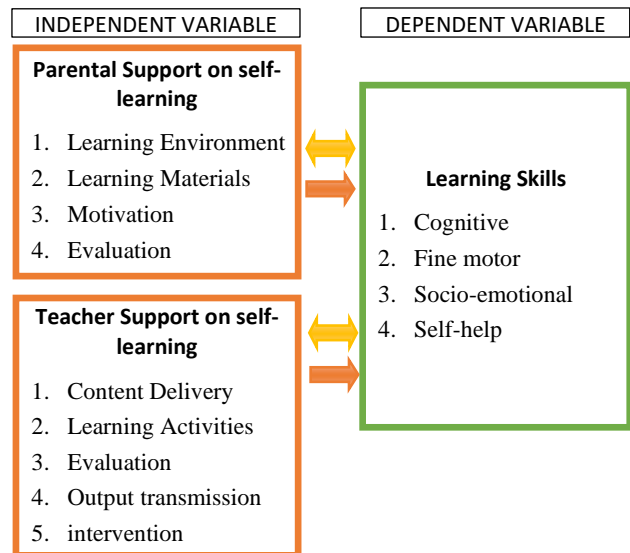 INDEPENDENT VARIABLE
Parental Support on self-
learning
1. Learning Environment
2. Learning Materials
3. Motivation
4. Evaluation
Teacher Support on self-
learning
1. Content Delivery
2. Learning Activities
3. Evaluation
4. Output transmission
5. intervention
DEPENDENT VARIABLE
Learning Skills
1. Cognitive
2. Fine motor
3. Socio-emotional
4. Self-help